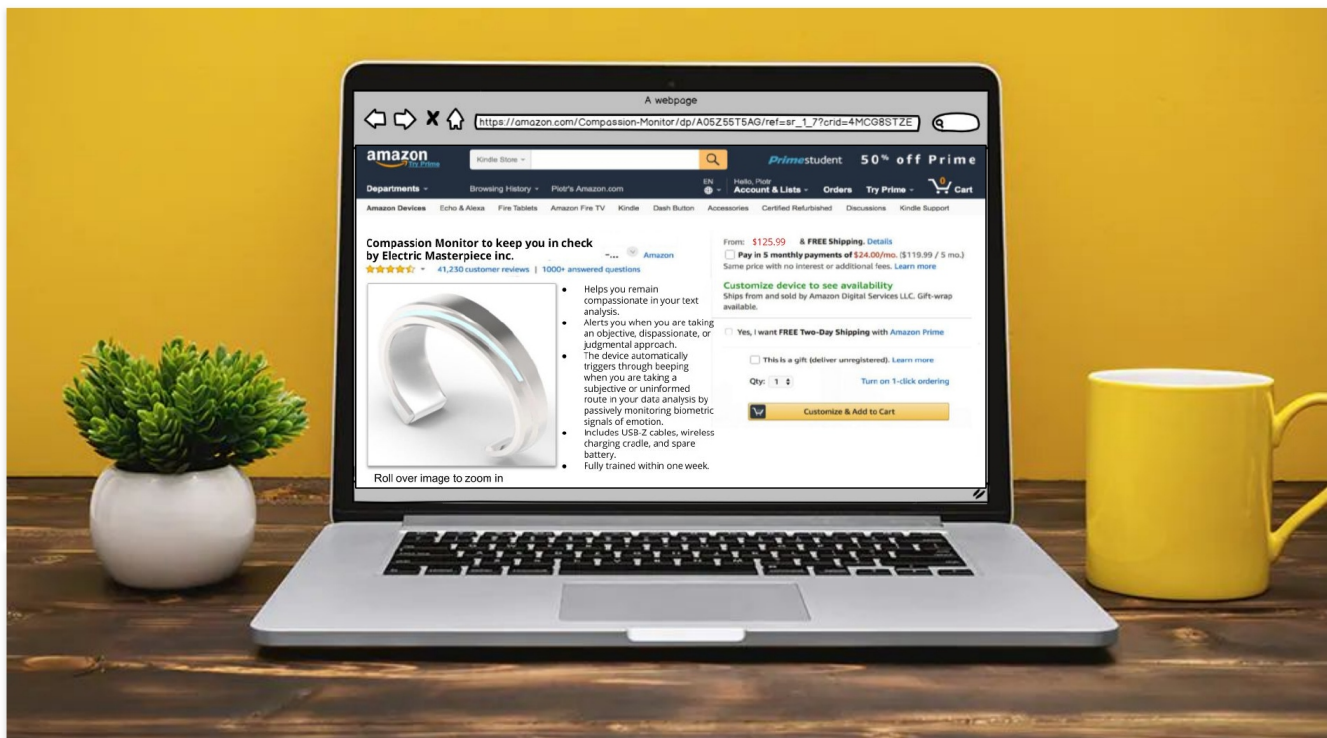 A webpage
https://amazon.com/Compassion-Monitor/dp/A05Z55T5AG/ref=sr_1_7?crid=4MCG8STZE
amazon
Try Prime
Kindle Store
Primestudent 50% off Prime
Departments
Browsing History
Piotr's Amazon.com
EN
Hello, Piotr
Account & Lists
Orders
Try Prime
0
Cart
Amazon Devices Echo & Alexa Fire Tablets Amazon Fire TV Kindle Dash Button Accessories Certified Refurbished Discussions Kindle Support
Compassion Monitor to keep you in check
by Electric Masterpiece inc.
-... Amazon
41,230 customer reviews | 1000+ answered questions
Roll over image to zoom in
● Helps you remain
compassionate in your text
analysis.
● Alerts you when you are taking
an objective, dispassionate, or
judgmental approach.
● The device automatically
triggers through beeping
when you are taking a
subjective or uninformed
route in your data analysis by
passively monitoring biometric
signals of emotion.
● Includes USB-Z cables, wireless
charging cradle, and spare
battery.
● Fully trained within one week.
From: $125.99 & FREE Shipping. Details
Pay in 5 monthly payments of $24.00/mo. ($119.99 / 5 mo.)
Same price with no interest or additional fees. Learn more
Customize device to see availability
Ships from and sold by Amazon Digital Services LLC. Gift-wrap
available.
Yes, I want FREE Two-Day Shipping with Amazon Prime
This is a gift (deliver unregistered). Learn more
Qty: 1
Turn on 1-click ordering
Customize & Add to Cart